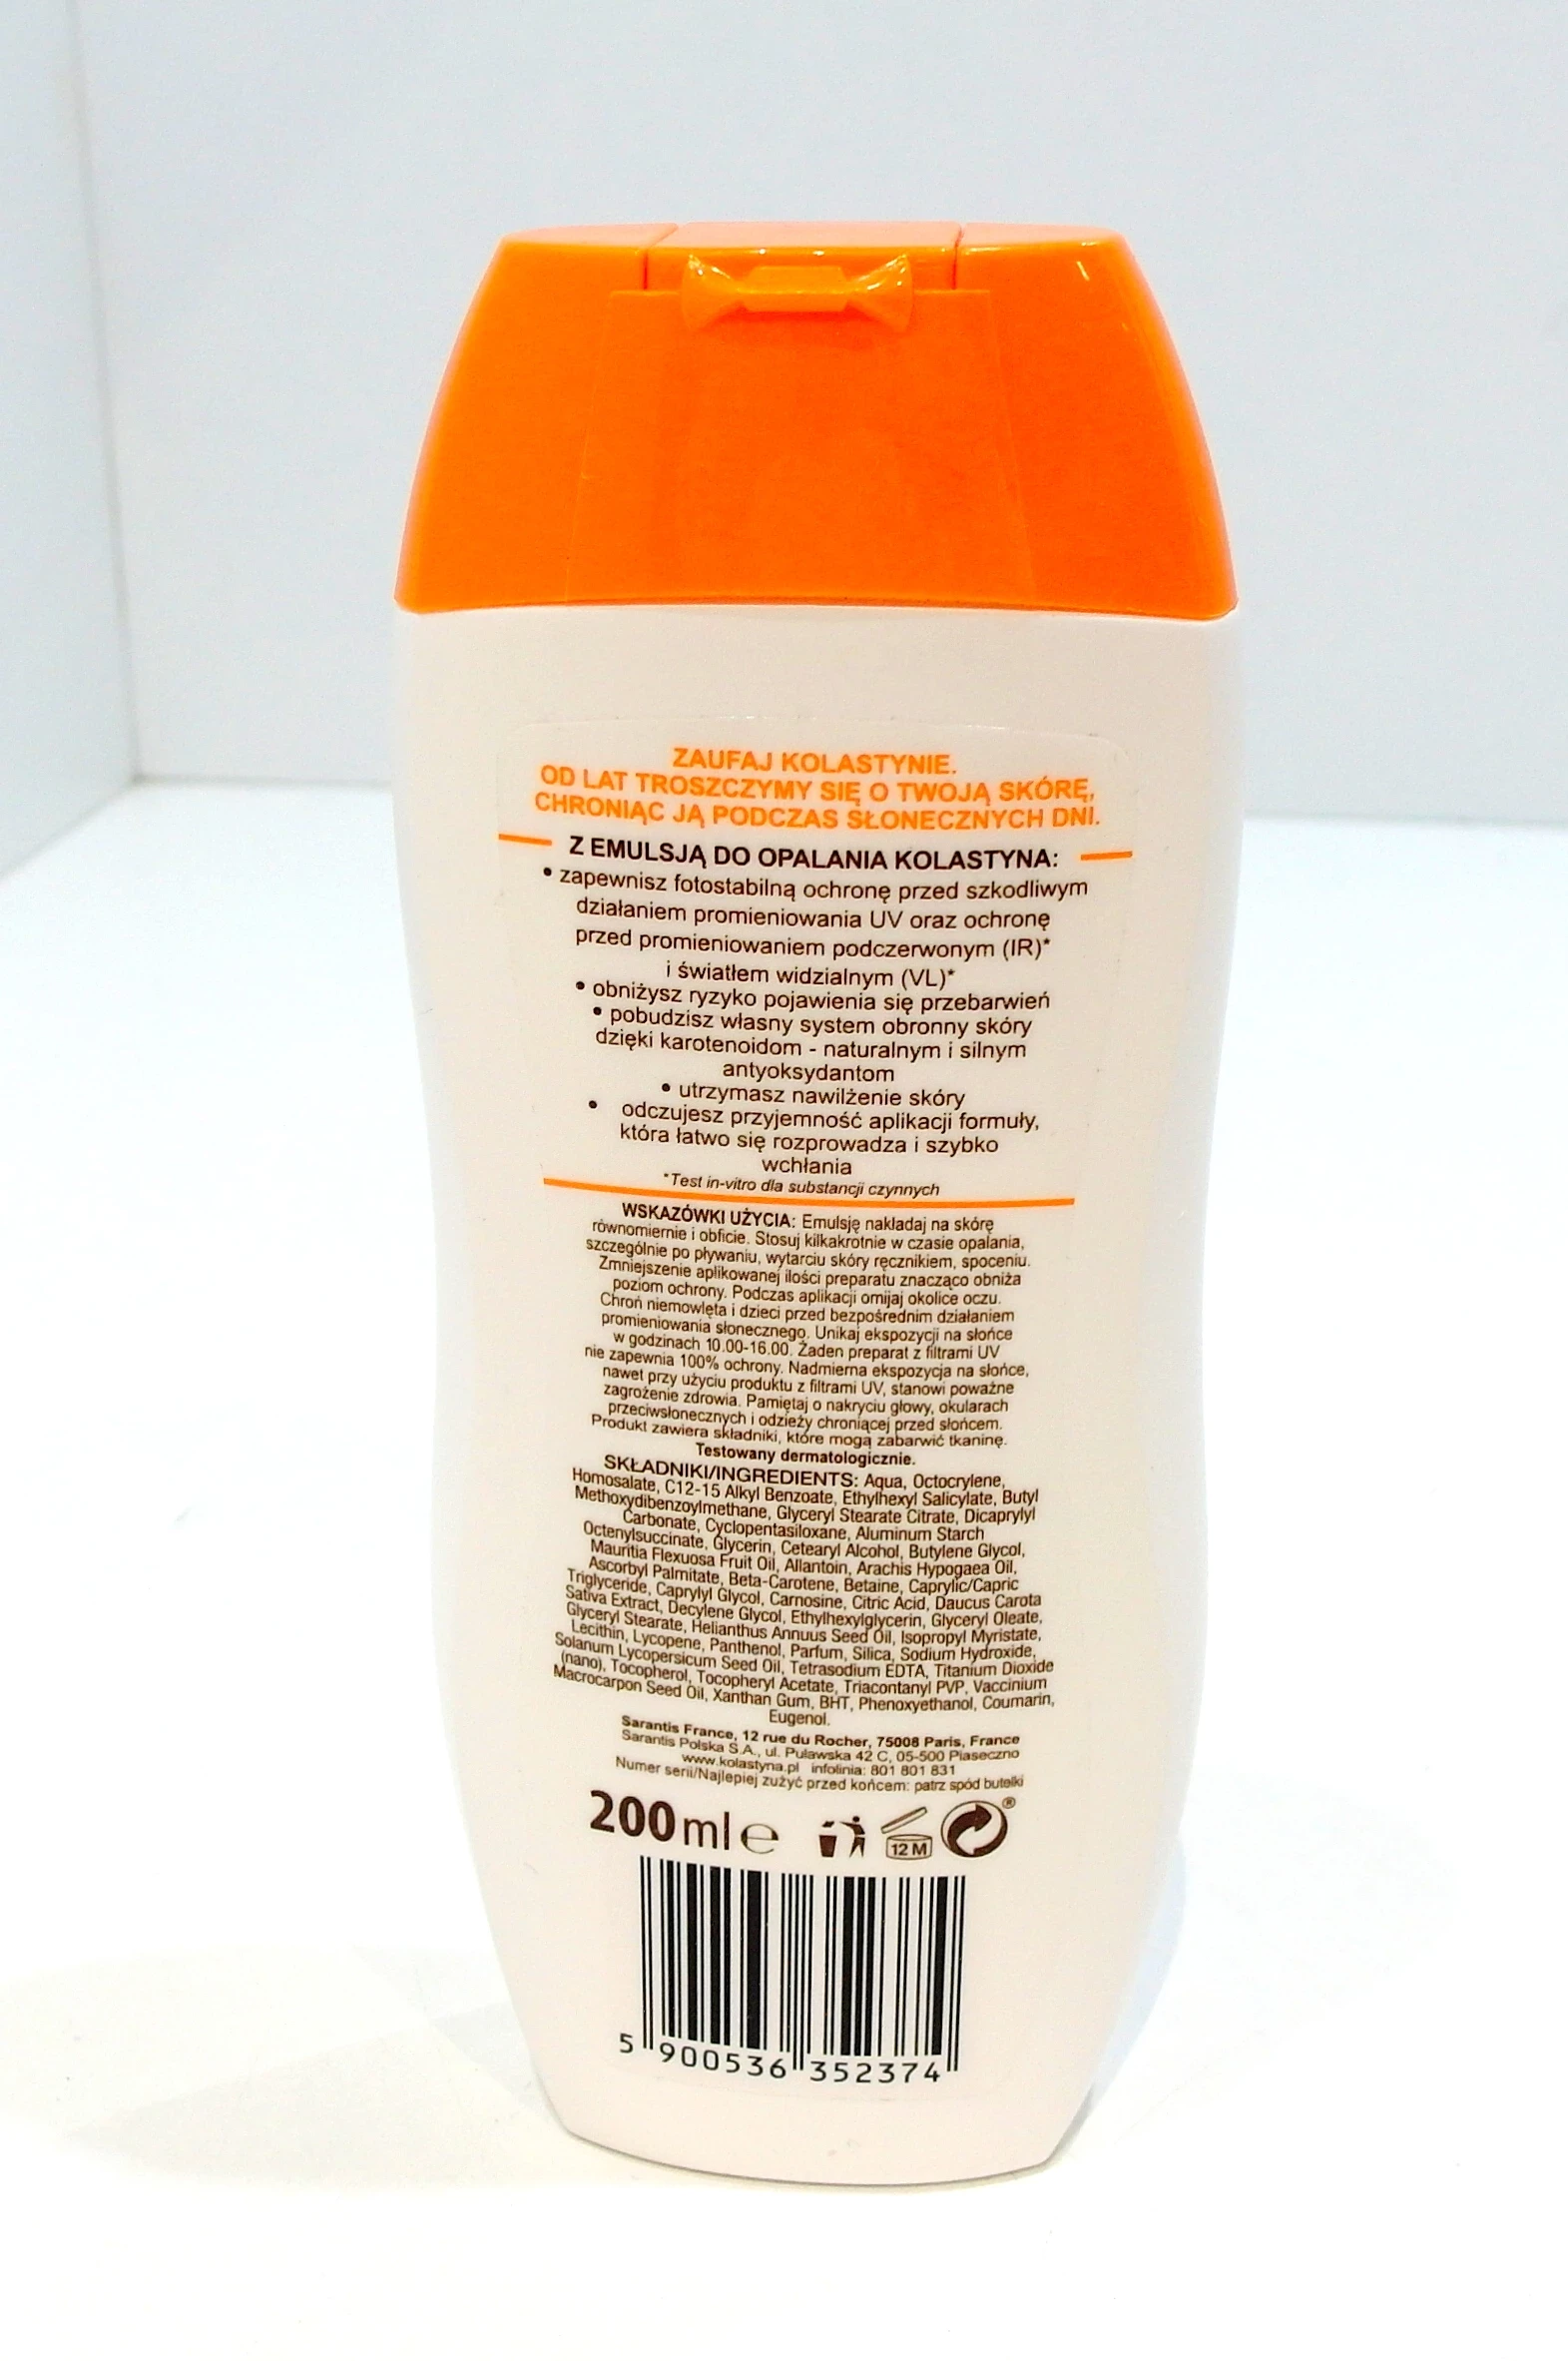 ZAUFAJ KOLASTYNIE.
OD LAT TROSZCZYMY SIĘ O TWOJĄ SKÓRĘ,
CHRONIĄC JĄ PODCZAS SŁONECZNYCH DNI.
Z EMULSJĄ DO OPALANIA KOLASTYNA:
• zapewnisz fotostabilną ochronę przed szkodliwym
działaniem promieniowania UV oraz ochronę
przed promieniowaniem podczerwonym (IR)*
i światłem widzialnym (VL)*
• obniżysz ryzyko pojawienia się przebarwień
• pobudzisz własny system obronny skóry
dzięki karotenoidom - naturalnym i silnym
antyoksydantom
• utrzymasz nawilżenie skóry
• odczujesz przyjemność aplikacji formuły,
która łatwo się rozprowadza i szybko
wchłania
*Test in-vitro dla substancji czynnych
WSKAZÓWKI UŻYCIA: Emulsję nakładaj na skórę
równomiernie i obficie. Stosuj kilkakrotnie w czasie opalania,
szczególnie po pływaniu, wytarciu skóry ręcznikiem, spoceniu.
Zmniejszenie aplikowanej ilości preparatu znacząco obniża
poziom ochrony. Podczas aplikacji omijaj okolice oczu.
Chroń niemowlęta i dzieci przed bezpośrednim działaniem
promieniowania słonecznego. Unikaj ekspozycji na słońce
w godzinach 10.00-16.00. Żaden preparat z filtrami UV
nie zapewnia 100% ochrony. Nadmierna ekspozycja na słońce,
nawet przy użyciu produktu z filtrami UV, stanowi poważne
zagrożenie zdrowia. Pamiętaj o nakryciu głowy, okularach
przeciwsłonecznych i odzieży chroniącej przed słońcem.
Produkt zawiera składniki, które mogą zabarwić tkaninę.
Testowany dermatologicznie.
SKŁADNIKI/INGREDIENTS: Aqua, Octocrylene,
Homosalate, C12-15 Alkyl Benzoate, Ethylhexyl Salicylate, Butyl
Methoxydibenzoylmethane, Glyceryl Stearate Citrate, Dicaprylyl
Carbonate, Cyclopentasiloxane, Aluminum Starch
Octenylsuccinate, Glycerin, Cetearyl Alcohol, Butylene Glycol,
Mauritia Flexuosa Fruit Oil, Allantoin, Arachis Hypogaea Oil,
Ascorbyl Palmitate, Beta-Carotene, Betaine, Caprylic/Capric
Triglyceride, Caprylyl Glycol, Carnosine, Citric Acid, Daucus Carota
Sativa Extract, Decylene Glycol, Ethylhexylglycerin, Glyceryl Oleate,
Glyceryl Stearate, Helianthus Annuus Seed Oil, Isopropyl Myristate,
Lecithin, Lycopene, Panthenol, Parfum, Silica, Sodium Hydroxide,
Solanum Lycopersicum Seed Oil, Tetrasodium EDTA, Titanium Dioxide
(nano), Tocopherol, Tocopheryl Acetate, Triacontanyl PVP, Vaccinium
Macrocarpon Seed Oil, Xanthan Gum, BHT, Phenoxyethanol, Coumarin,
Eugenol.
Sarantis France, 12 rue du Rocher, 75008 Paris, France
Sarantis Polska S.A., ul. Puławska 42 C, 05-500 Piaseczno
www.kolastyna.pl infolinia: 801 801 831
Numer serii/Najlepiej zużyć przed końcem: patrz spód butelki
200 ml e
12 M
®
5 900536 352374